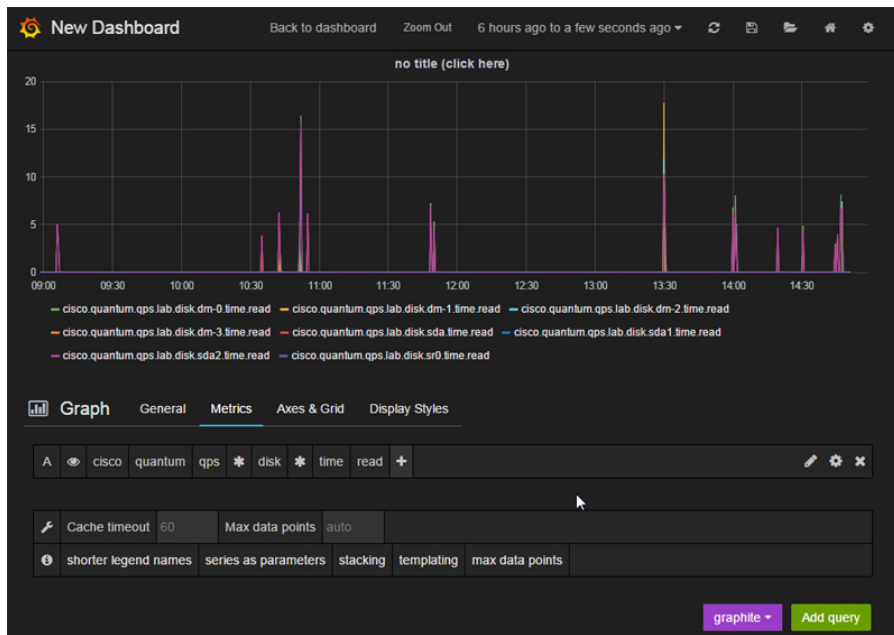 New Dashboard Back to dashboard Zoom Out 6 hours ago to a few seconds ago
no title (click here)
20
15
10
5
0
09:00 09:30 10:00 10:30 11:00 11:30 12:00 12:30 13:00 13:30 14:00 14:30
cisco.quantum.qps.lab.disk.dm-0.time.read cisco.quantum.qps.lab.disk.dm-1.time.read cisco.quantum.qps.lab.disk.dm-2.time.read
cisco.quantum.qps.lab.disk.dm-3.time.read cisco.quantum.qps.lab.disk.sda.time.read cisco.quantum.qps.lab.disk.sda1.time.read
cisco.quantum.qps.lab.disk.sda2.time.read cisco.quantum.qps.lab.disk.sr0.time.read
Graph General Metrics Axes & Grid Display Styles
A cisco quantum qps * disk * time read +
Cache timeout 60 Max data points auto
shorter legend names series as parameters stacking templating max data points
graphite Add query